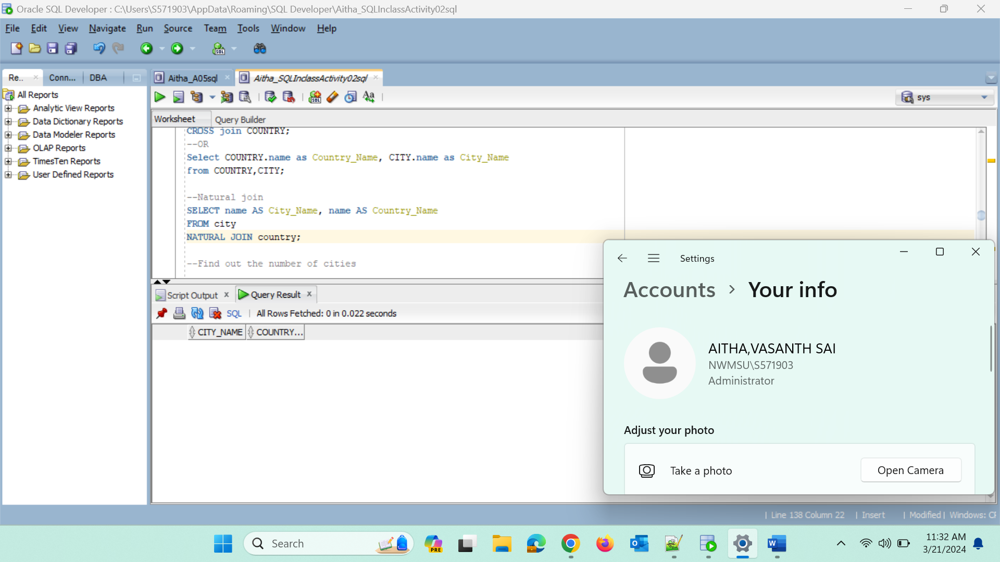 Oracle SQL Developer : C:\Users\S571903\AppData\Roaming\SQL Developer\Aitha_SQLInclassActivity02sql
File Edit View Navigate Run Source Team Tools Window Help
SQL
Re.. Conn... DBA
Aitha_A05sql Aitha_SQLInclassActivity02sql
All Reports
Analytic View Reports
Data Dictionary Reports
Data Modeler Reports
OLAP Reports
TimesTen Reports
User Defined Reports
SQL Aa sys
Worksheet Query Builder
CROSS join COUNTRY;
--OR
Select COUNTRY.name as Country_Name, CITY.name as City_Name
from COUNTRY,CITY;
--Natural join
SELECT name AS City_Name, name AS Country_Name
FROM city
NATURAL JOIN country;
--Find out the number of cities
Script Output x Query Result x
SQL | All Rows Fetched: 0 in 0.022 seconds
CITY_NAME COUNTRY...
Settings
Accounts > Your info
AITHA,VASANTH SAI
NWMSU\S571903
Administrator
Adjust your photo
Take a photo Open Camera
| Line 138 Column 22 | Insert | Modified | Windows: CR
Search PRE 11:32 AM
3/21/2024